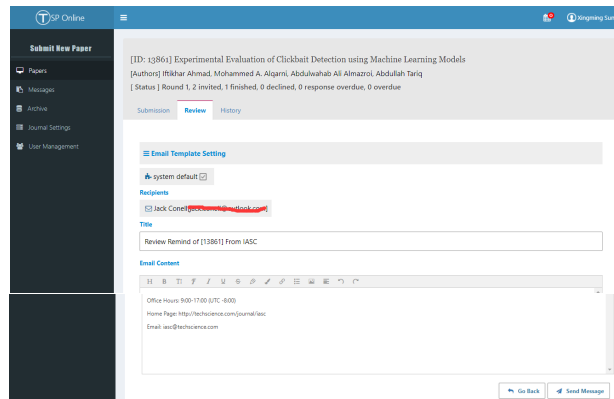 TSP Online
0
Xingming Sun
Submit New Paper
Papers
Messages
Archive
Journal Settings
User Management
[ID: 13861] Experimental Evaluation of Clickbait Detection using Machine Learning Models
[Authors] Iftikhar Ahmad, Mohammed A. Alqarni, Abdulwahab Ali Almazroi, Abdullah Tariq
[ Status ] Round 1, 2 invited, 1 finished, 0 declined, 0 response overdue, 0 overdue
Submission Review History
Email Template Setting
system default
Recipients
Jack Conell
Title
Review Remind of [13861] From IASC
Email Content
Office Hours: 9:00-17:00 (UTC -8:00)
Home Page: http://techscience.com/journal/iasc
Email: iasc@techscience.com
Go Back Send Message